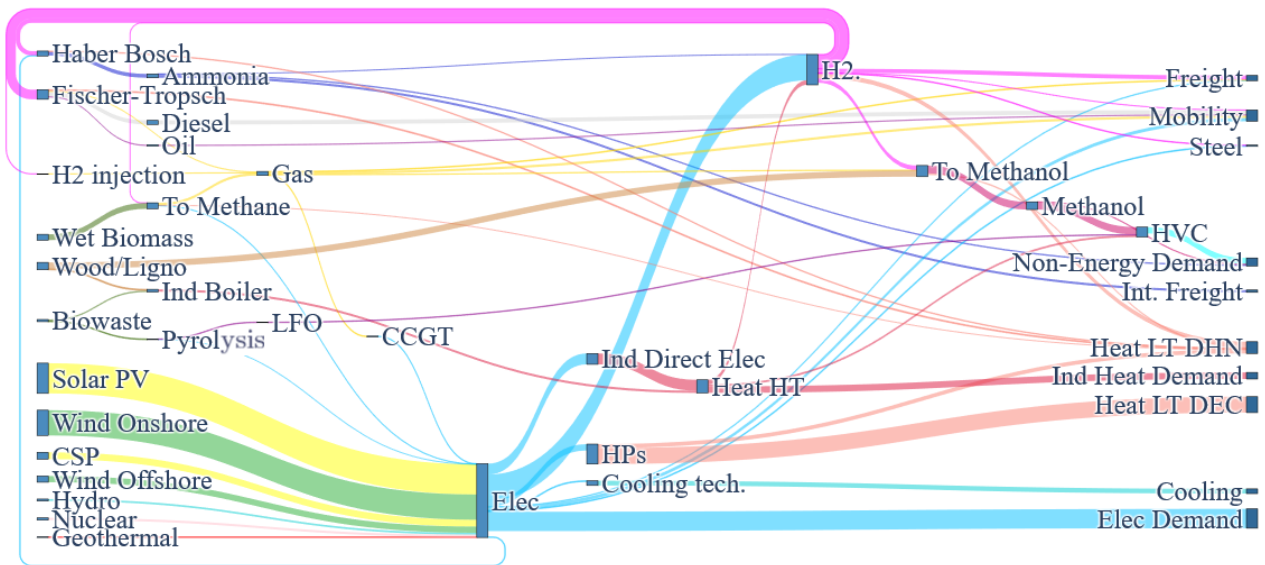 Haber Bosch
Ammonia
Fischer-Tropsch
Diesel
Oil
H2 injection
Gas
To Methane
Wet Biomass
Wood/Ligno
Ind Boiler
Biowaste
LFO
Pyrolysis
CCGT
Solar PV
Wind Onshore
CSP
Wind Offshore
Hydro
Nuclear
Geothermal
Elec
Ind Direct Elec
Heat HT
HPs
Cooling tech.
H2.
To Methanol
Methanol
HVC
Freight
Mobility
Steel
Non-Energy Demand
Int. Freight
Heat LT DHN
Ind Heat Demand
Heat LT DEC
Cooling
Elec Demand